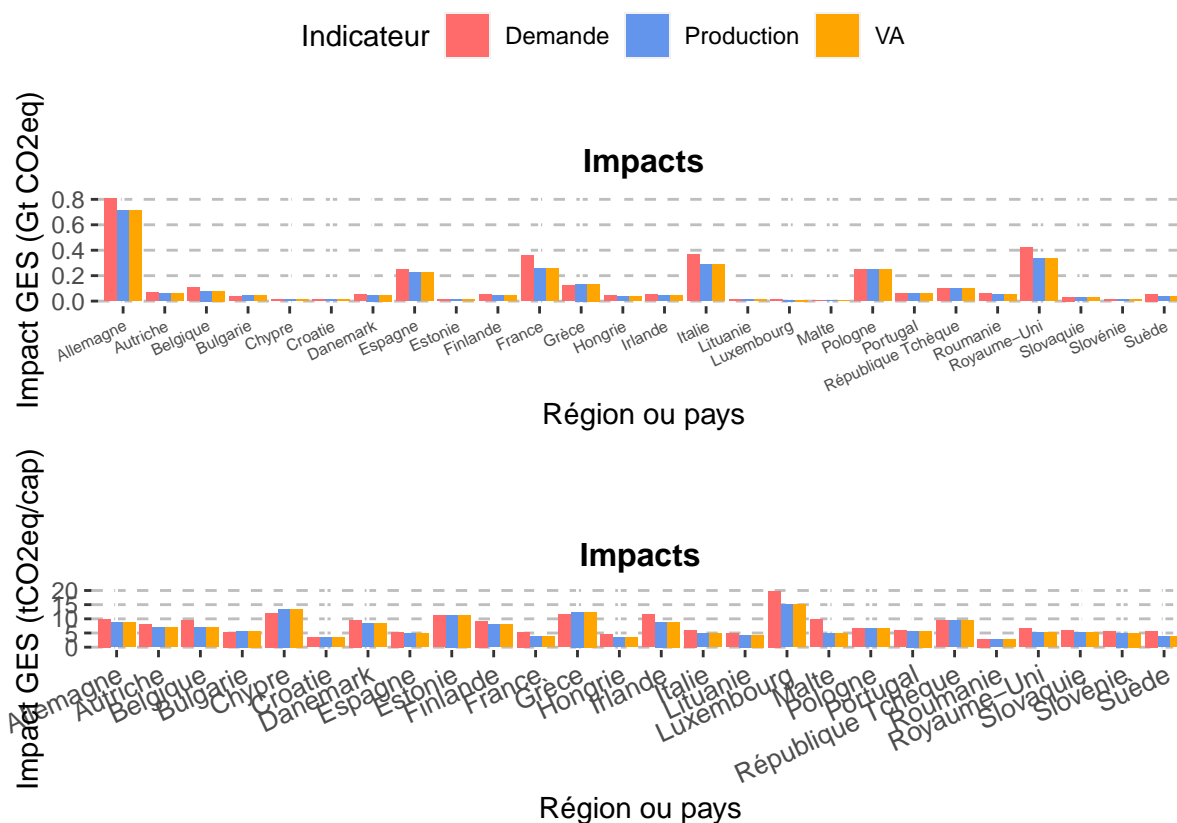 Indicateur Demande Production VA
Impacts
Impact GES (Gt CO2eq)
0.8
0.6
0.4
0.2
0.0
Allemagne Autriche Belgique Bulgarie Chypre Croatie Danemark Espagne Estonie Finlande France Grèce Hongrie Irlande Italie Lituanie Luxembourg Malte Pologne Portugal République Tchèque Roumanie Royaume−Uni Slovaquie Slovénie Suède
Région ou pays
Impacts
Impact GES (tCO2eq/cap)
20
15
10
5
0
Allemagne Autriche Belgique Bulgarie Chypre Croatie Danemark Espagne Estonie Finlande France Grèce Hongrie Irlande Italie Lituanie Luxembourg Malte Pologne Portugal République Tchèque Roumanie Royaume−Uni Slovaquie Slovénie Suède
Région ou pays